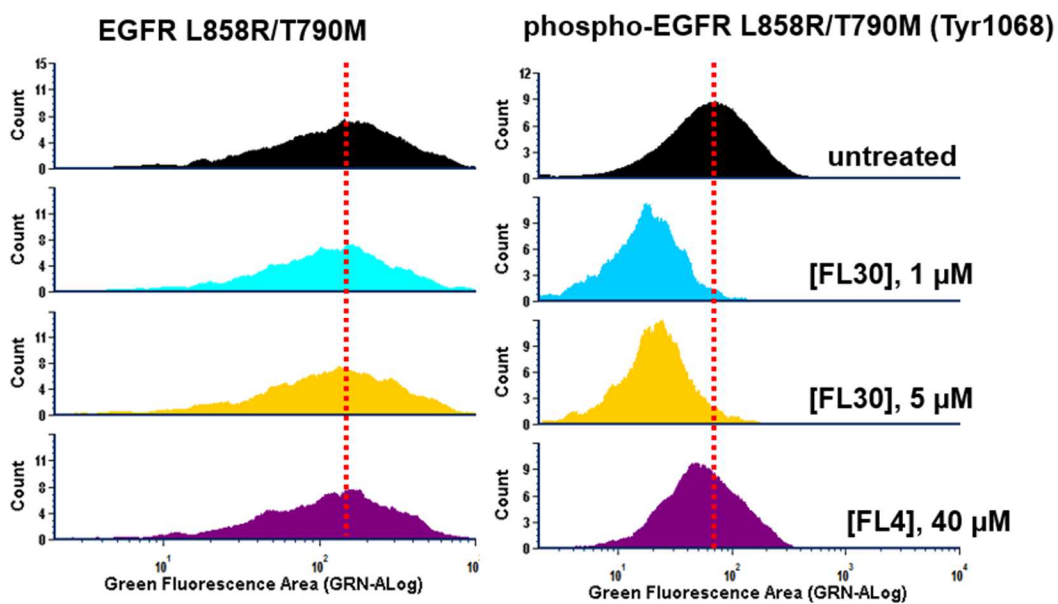 EGFR L858R/T790M
phospho-EGFR L858R/T790M (Tyr1068)
15
11
8
4
0
Count
12
9
6
3
0
Count
untreated
11
8
4
0
Count
9
6
3
0
Count
[FL30], 1 µM
11
8
4
0
Count
9
6
3
0
Count
[FL30], 5 µM
11
8
4
0
Count
9
6
3
0
Count
[FL4], 40 µM
10¹
10²
10¹
10²
10³
10⁴
Green Fluorescence Area (GRN-ALog)
Green Fluorescence Area (GRN-ALog)